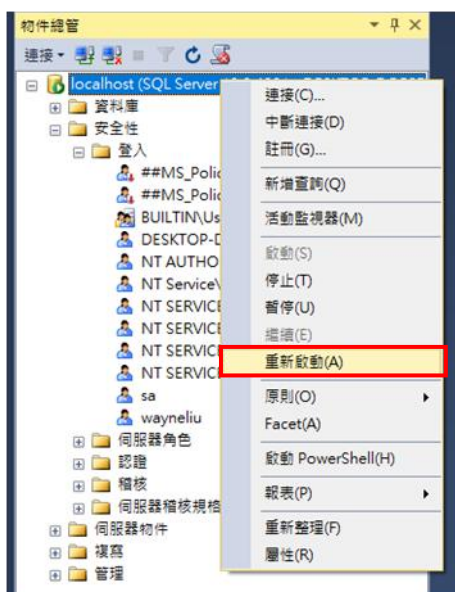 物件總管
連接
localhost (SQL Server
資料庫
安全性
登入
##MS_Polic
##MS_Polic
BUILTIN\Us
DESKTOP-D
NT AUTHO
NT Service\
NT SERVICE
NT SERVICE
NT SERVICE
NT SERVICE
sa
wayneliu
伺服器角色
認證
稽核
伺服器稽核規格
伺服器物件
複寫
管理
連接(C)...
中斷連接(D)
註冊(G)...
新增查詢(Q)
活動監視器(M)
啟動(S)
停止(T)
暫停(U)
繼續(E)
重新啟動(A)
原則(O)
Facet(A)
啟動 PowerShell(H)
報表(P)
重新整理(F)
屬性(R)